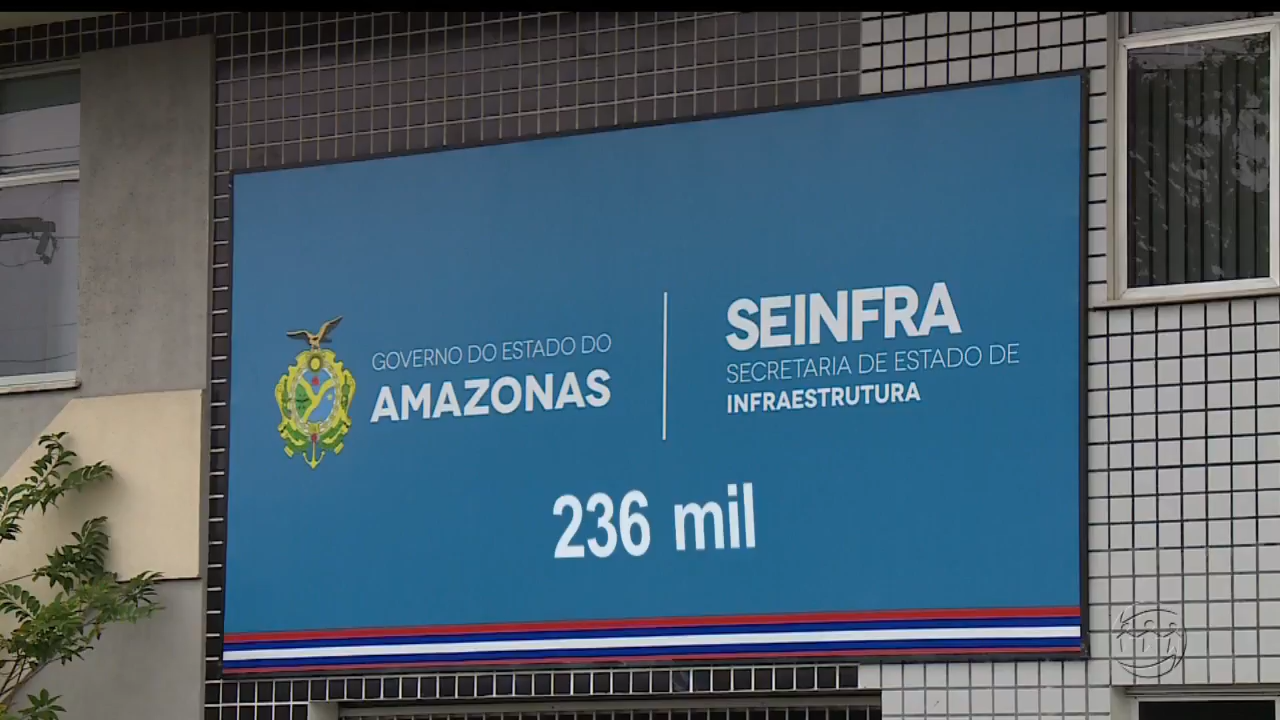 GOVERNO DO ESTADO DO
AMAZONAS
SEINFRA
SECRETARIA DE ESTADO DE
INFRAESTRUTURA
236 mil